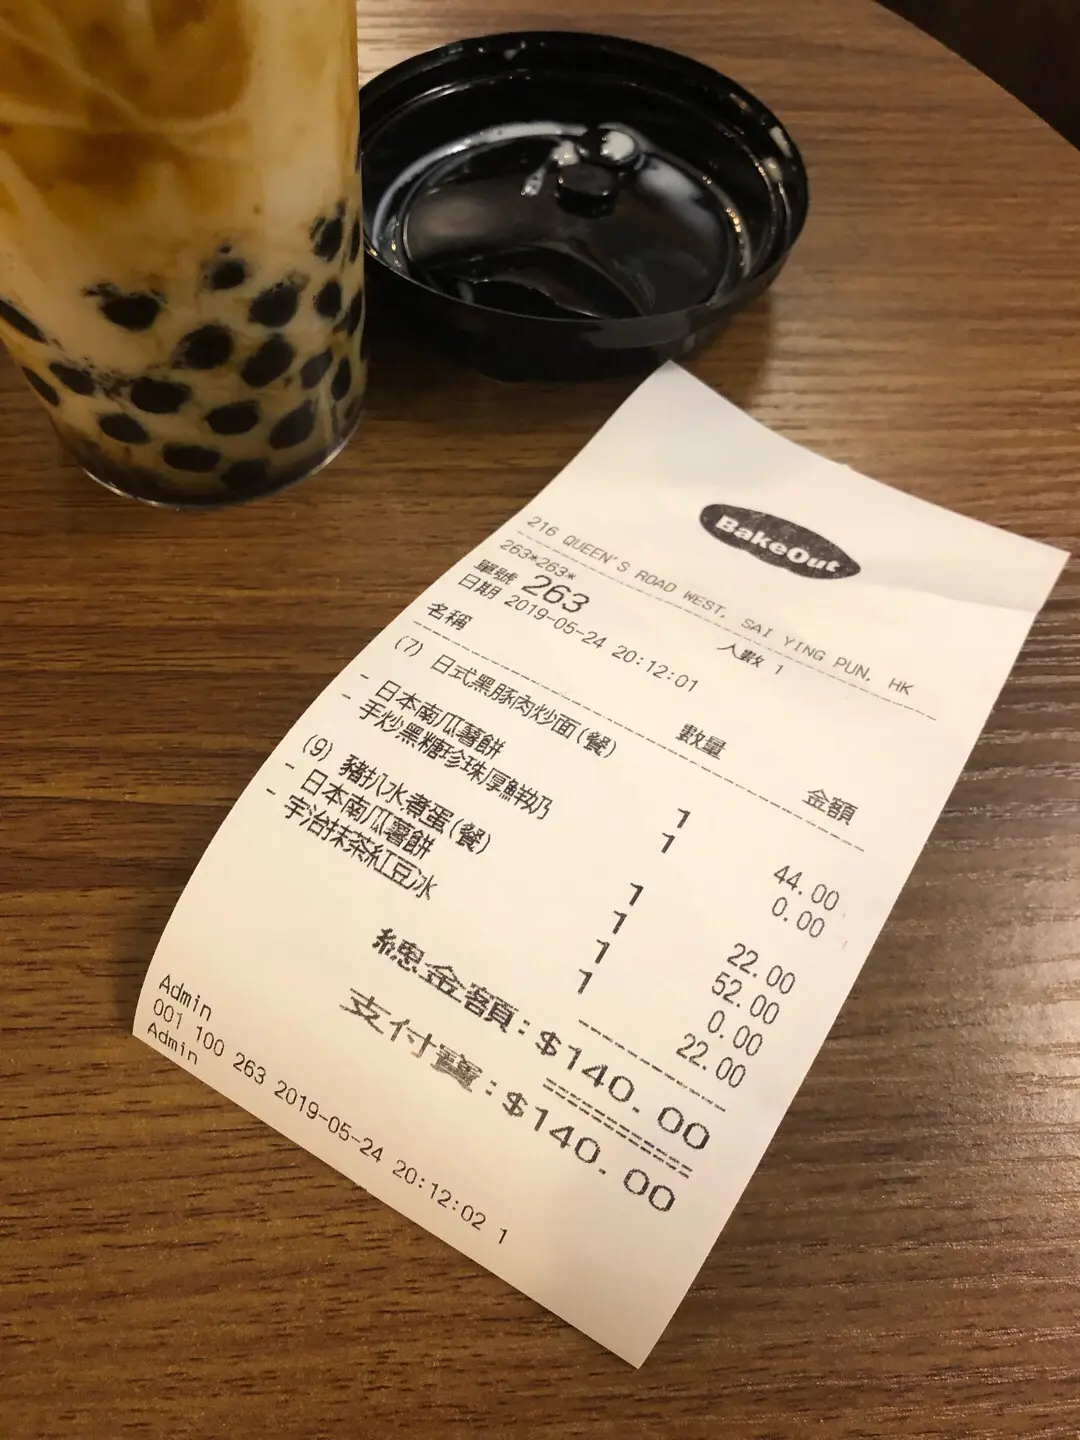 BakeOut
216 QUEEN'S ROAD WEST, SAI YING PUN, HK
263*263*
單號 263 人數 1
日期 2019-05-24 20:12:01
名稱 數量 金額
(7) 日式黑豚肉炒面(餐) 1 44.00
- 日本南瓜薯餅 1 0.00
- 手炒黑糖珍珠厚鮮奶 1 22.00
(9) 豬扒水煮蛋(餐) 1 52.00
- 日本南瓜薯餅 1 0.00
- 宇治抹茶紅豆冰 1 22.00
總金額:$140.00
支付寶:$140.00
Admin
001 100 263 2019-05-24 20:12:02 1
Admin